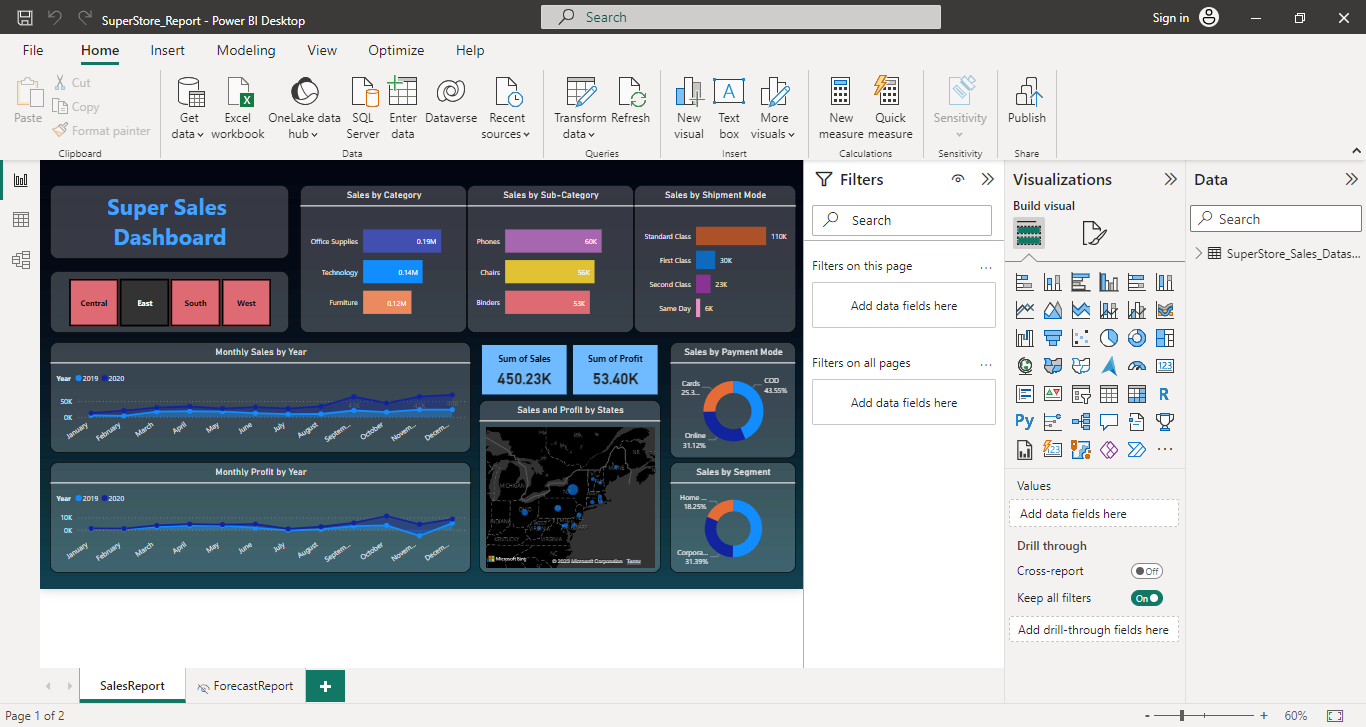 SuperStore_Report - Power BI Desktop
Search
Sign in
File Home Insert Modeling View Optimize Help
Paste
Cut
Copy
Format painter
Clipboard
Get data
Excel workbook
OneLake data hub
SQL Server
Enter data
Dataverse
Recent sources
Data
Transform data
Refresh
Queries
New visual
Text box
More visuals
Insert
New measure
Quick measure
Calculations
Sensitivity
Sensitivity
Publish
Share
Super Sales
Dashboard
Central East South West
Sales by Category
Office Supplies 0.19M
Technology 0.14M
Furniture 0.12M
Sales by Sub-Category
Phones 60K
Chairs 56K
Binders 53K
Sales by Shipment Mode
Standard Class 110K
First Class 30K
Second Class 23K
Same Day 6K
Monthly Sales by Year
Year 2019 2020
50K
0K
January February March April May June July August Septem... October Novem... Decem...
Sum of Sales
450.23K
Sum of Profit
53.40K
Sales by Payment Mode
Cards
25.3...
COD
43.55%
Online
31.12%
Sales and Profit by States
MICHIGAN
MAINE
OHIO
INDIANA
KENTUCKY
VIRGINIA
NC
Microsoft Bing
© 2023 Microsoft Corporation Terms
Monthly Profit by Year
Year 2019 2020
10K
0K
January February March April May June July August Septem... October Novem... Decem...
Sales by Segment
Home ...
18.25%
Corpora...
31.39%
Filters
Search
Filters on this page
...
Add data fields here
Filters on all pages
...
Add data fields here
Visualizations
Build visual
123
R
Py
123
...
Values
Add data fields here
Drill through
Cross-report Off
Keep all filters On
Add drill-through fields here
Data
Search
SuperStore_Sales_Datas...
SalesReport
ForecastReport
+
Page 1 of 2
- + 60%